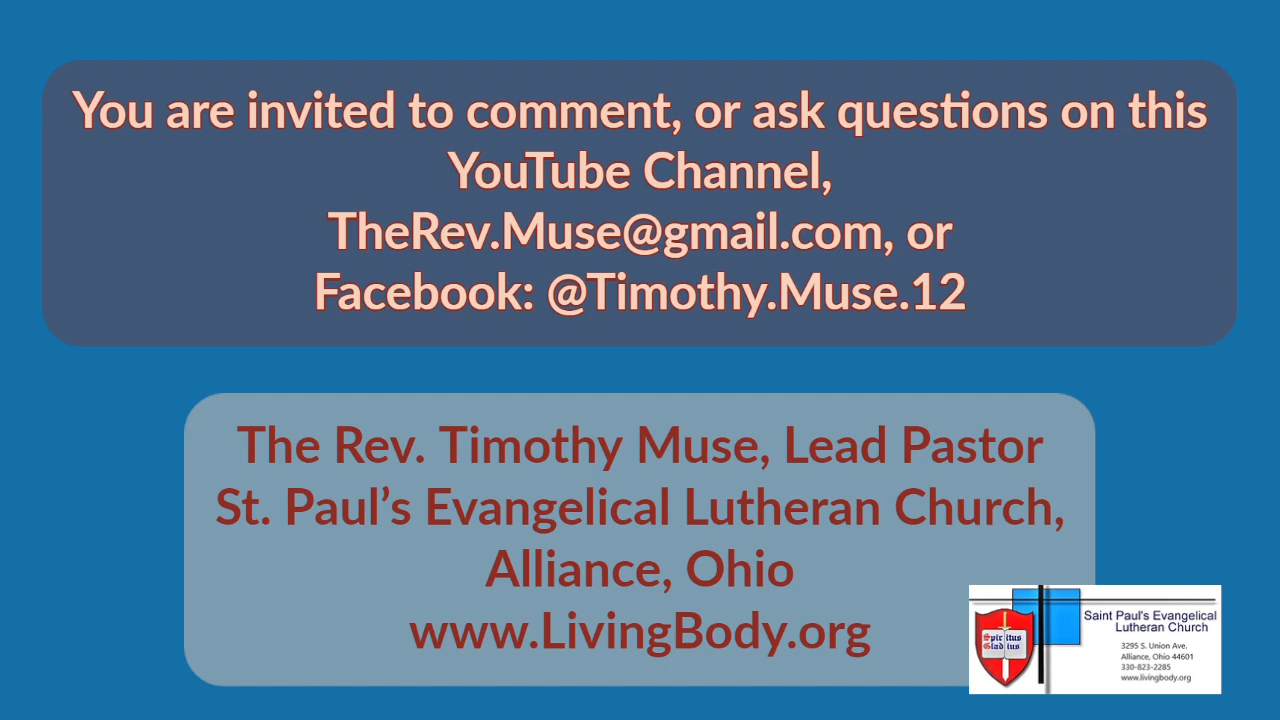 You are invited to comment, or ask questions on this
YouTube Channel,
TheRev.Muse@gmail.com, or
Facebook: @Timothy.Muse.12
The Rev. Timothy Muse, Lead Pastor
St. Paul’s Evangelical Lutheran Church,
Alliance, Ohio
www.LivingBody.org
Saint Paul's Evangelical
Lutheran Church
3295 S. Union Ave.
Alliance, Ohio 44601
330-823-2285
www.livingbody.org
Spiritus
Gladius